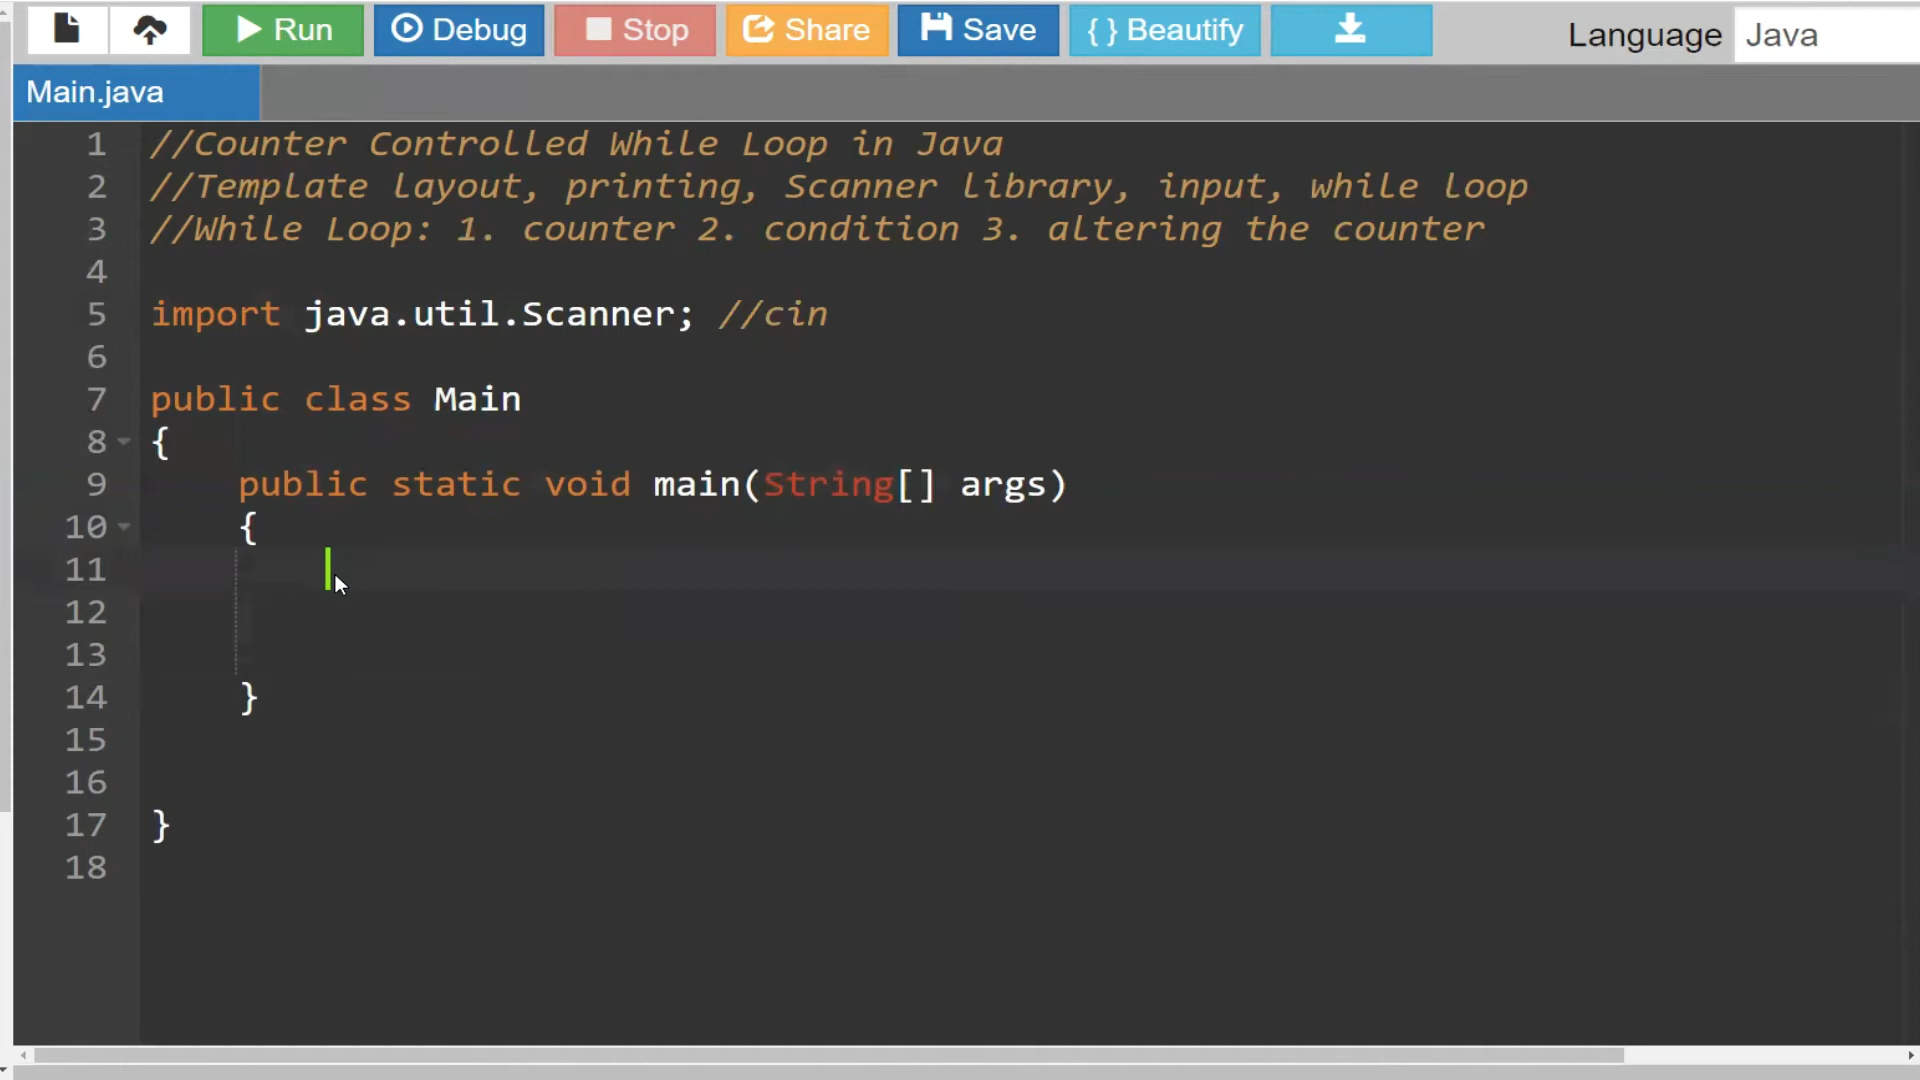 Run Debug Stop Share Save { } Beautify Language Java
Main.java
1 //Counter Controlled While Loop in Java
2 //Template layout, printing, Scanner library, input, while loop
3 //While Loop: 1. counter 2. condition 3. altering the counter
4
5 import java.util.Scanner; //cin
6
7 public class Main
8 {
9 public static void main(String[] args)
10 {
11
12
13
14 }
15
16
17 }
18